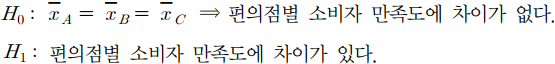 H₀ : x̄_A = x̄_B = x̄_C ⟹ 편의점별 소비자 만족도에 차이가 없다.
H₁ : 편의점별 소비자 만족도에 차이가 있다.